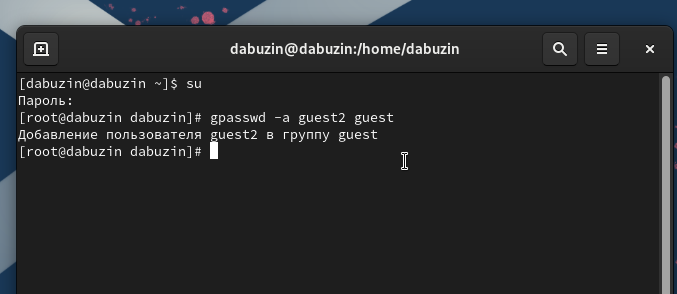 dabuzin@dabuzin:/home/dabuzin
[dabuzin@dabuzin ~]$ su
Пароль:
[root@dabuzin dabuzin]# gpasswd -a guest2 guest
Добавление пользователя guest2 в группу guest
[root@dabuzin dabuzin]#